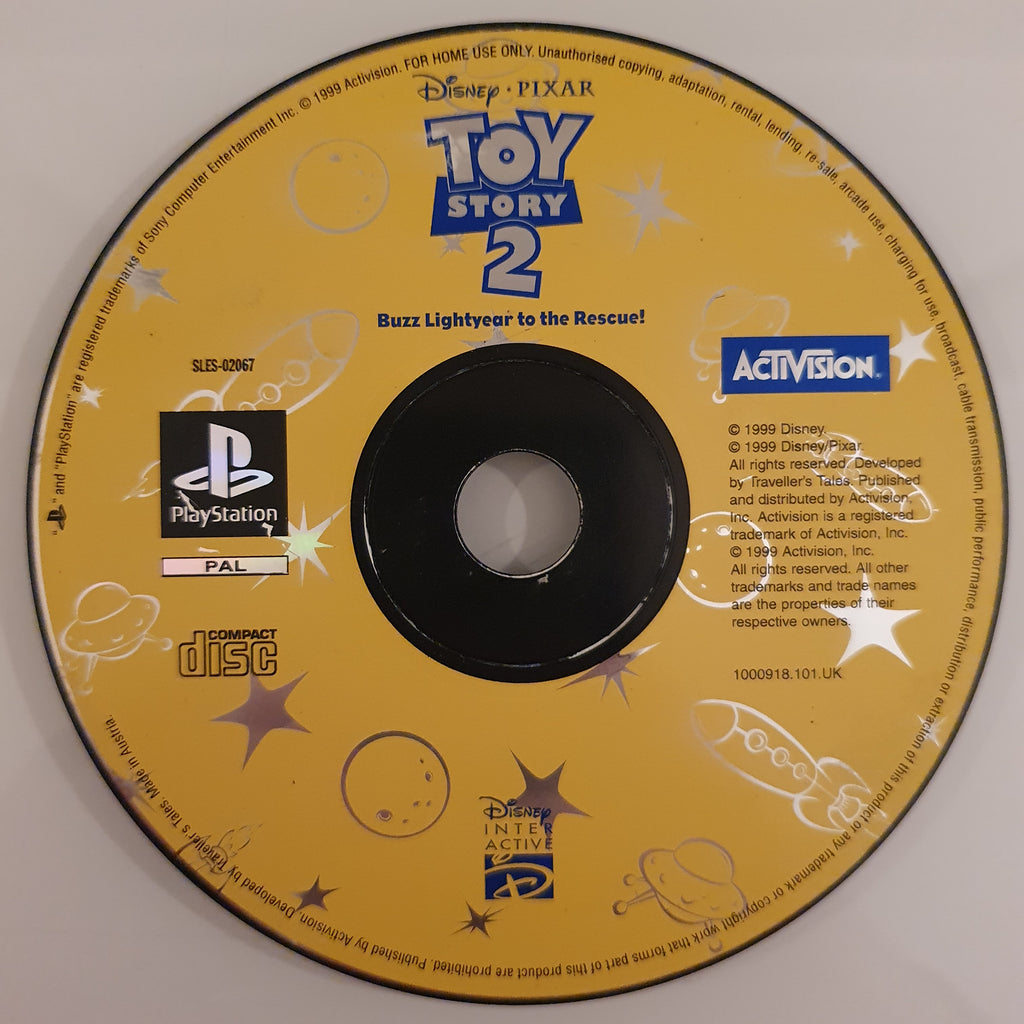 " and "PlayStation" are registered trademarks of Sony Computer Entertainment Inc. © 1999 Activision. FOR HOME USE ONLY. Unauthorised copying, adaptation, rental, lending, re-sale, arcade use, charging for use, broadcast, cable transmission, public performance, distribution or extraction of this product or any trademark or copyright work that forms part of this product are prohibited. Published by Activision. Developed by Traveller's Tales. Made in Austria.
Disney · PIXAR
TOY
STORY
2
Buzz Lightyear to the Rescue!
SLES-02067
PlayStation
PAL
COMPACT
disc
ACTIVISION.
© 1999 Disney.
© 1999 Disney/Pixar.
All rights reserved. Developed
by Traveller's Tales. Published
and distributed by Activision,
Inc. Activision is a registered
trademark of Activision, Inc.
© 1999 Activision, Inc.
All rights reserved. All other
trademarks and trade names
are the properties of their
respective owners.
1000918.101.UK
Disney
INTER
ACTIVE
D